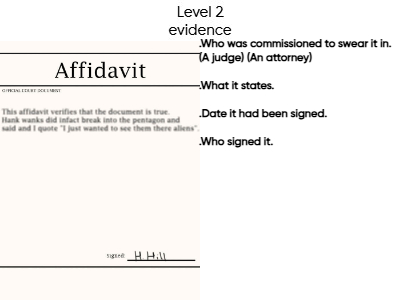 Level 2
evidence
Affidavit
OFFICIAL COURT DOCUMENT
This affidavit verifies that the document is true.
Hank wanks did infact break into the pentagon and
said and I quote "I just wanted to see them there aliens".
Signed: H.Hill
.Who was commissioned to swear it in.
(A judge) (An attorney)
.What it states.
.Date it had been signed.
.Who signed it.